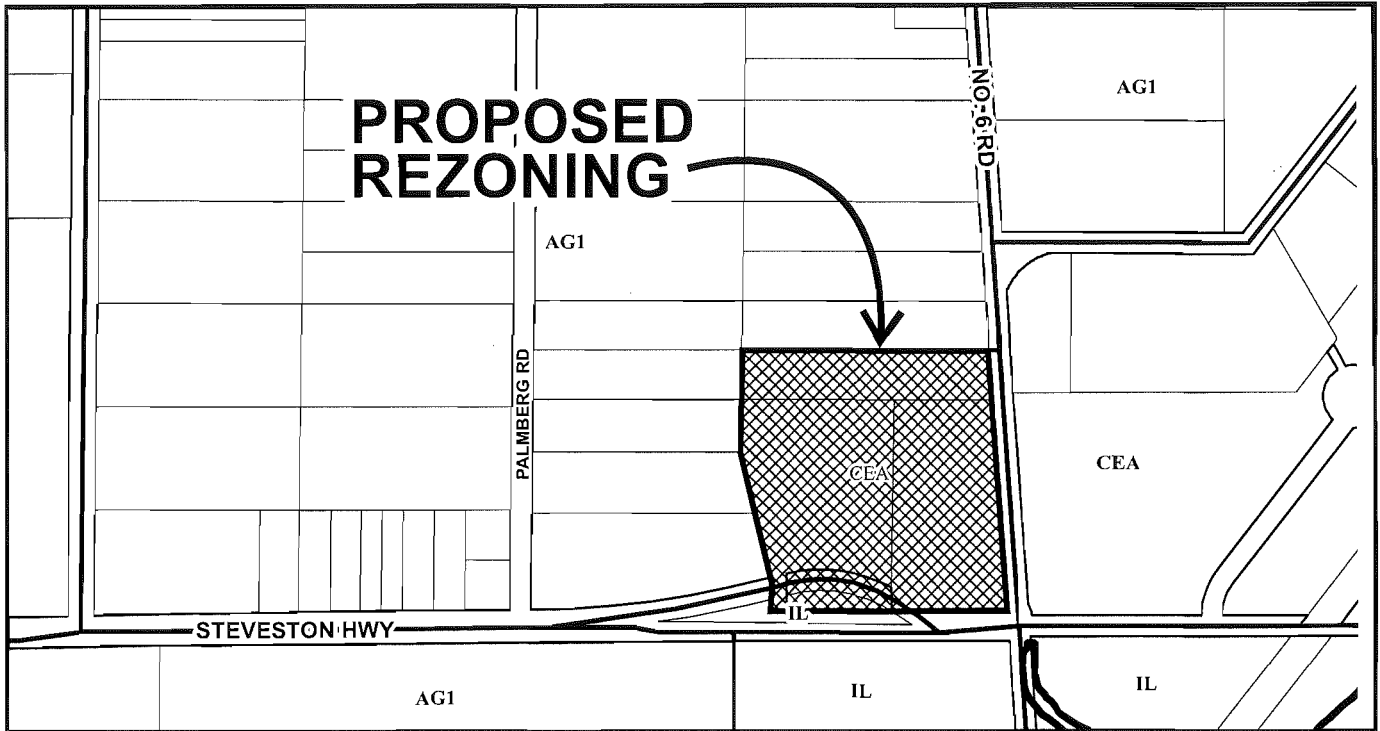 PROPOSED
REZONING
NO. 6 RD
AG1
AG1
PALMBERG RD
CEA
CEA
IL
STEVESTON HWY
AG1
IL
IL